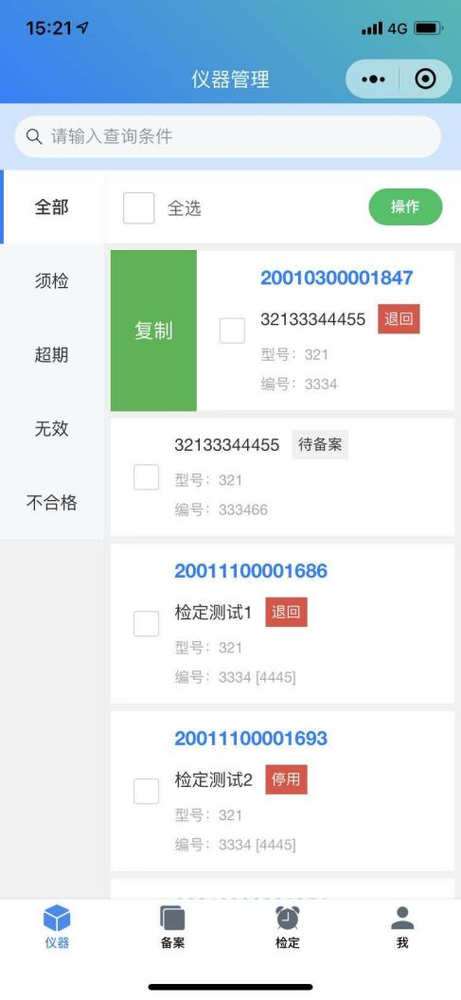 15:21
4G
仪器管理
请输入查询条件
全部
全选
操作
须检
超期
无效
不合格
复制
20010300001847
32133344455 退回
型号：321
编号：3334
32133344455 待备案
型号：321
编号：333466
20011100001686
检定测试1 退回
型号：321
编号：3334 [4445]
20011100001693
检定测试2 停用
型号：321
编号：3334 [4445]
仪器
备案
检定
我